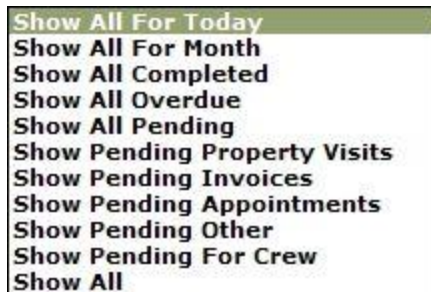 Show All For Today
Show All For Month
Show All Completed
Show All Overdue
Show All Pending
Show Pending Property Visits
Show Pending Invoices
Show Pending Appointments
Show Pending Other
Show Pending For Crew
Show All